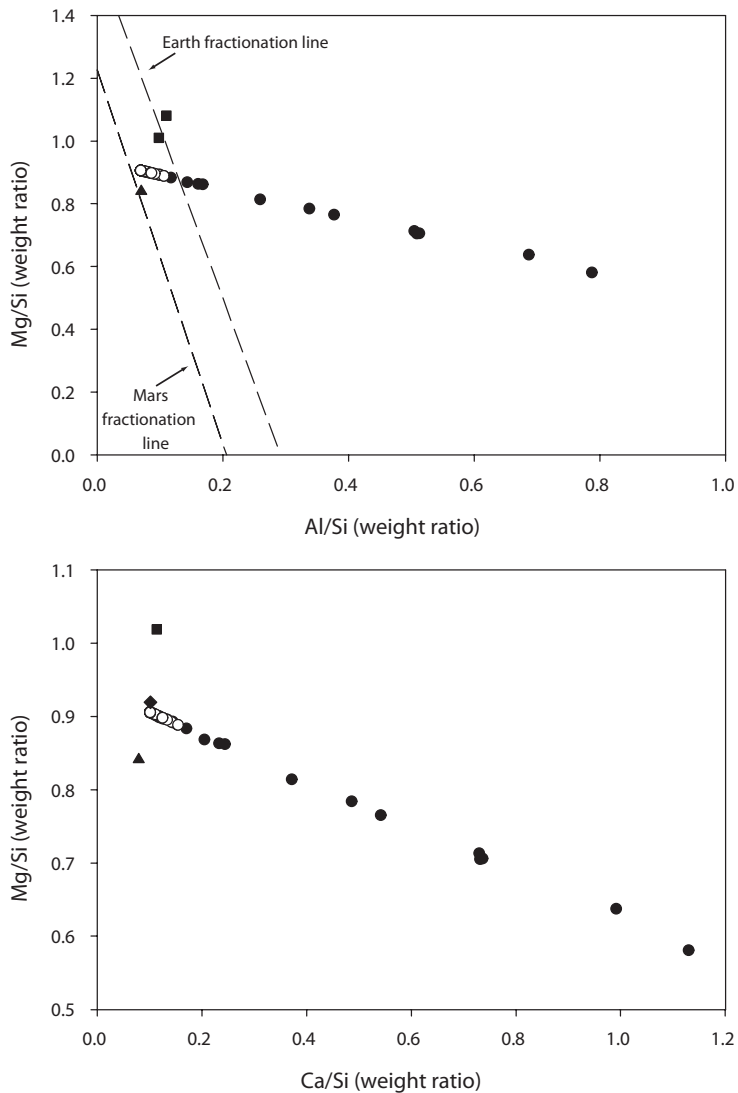 1.4
1.2
1.0
0.8
0.6
0.4
0.2
0.0
Mg/Si (weight ratio)
Earth fractionation line
Mars
fractionation
line
0.0 0.2 0.4 0.6 0.8 1.0
Al/Si (weight ratio)
1.1
1.0
0.9
0.8
0.7
0.6
0.5
Mg/Si (weight ratio)
0.0 0.2 0.4 0.6 0.8 1.0 1.2
Ca/Si (weight ratio)